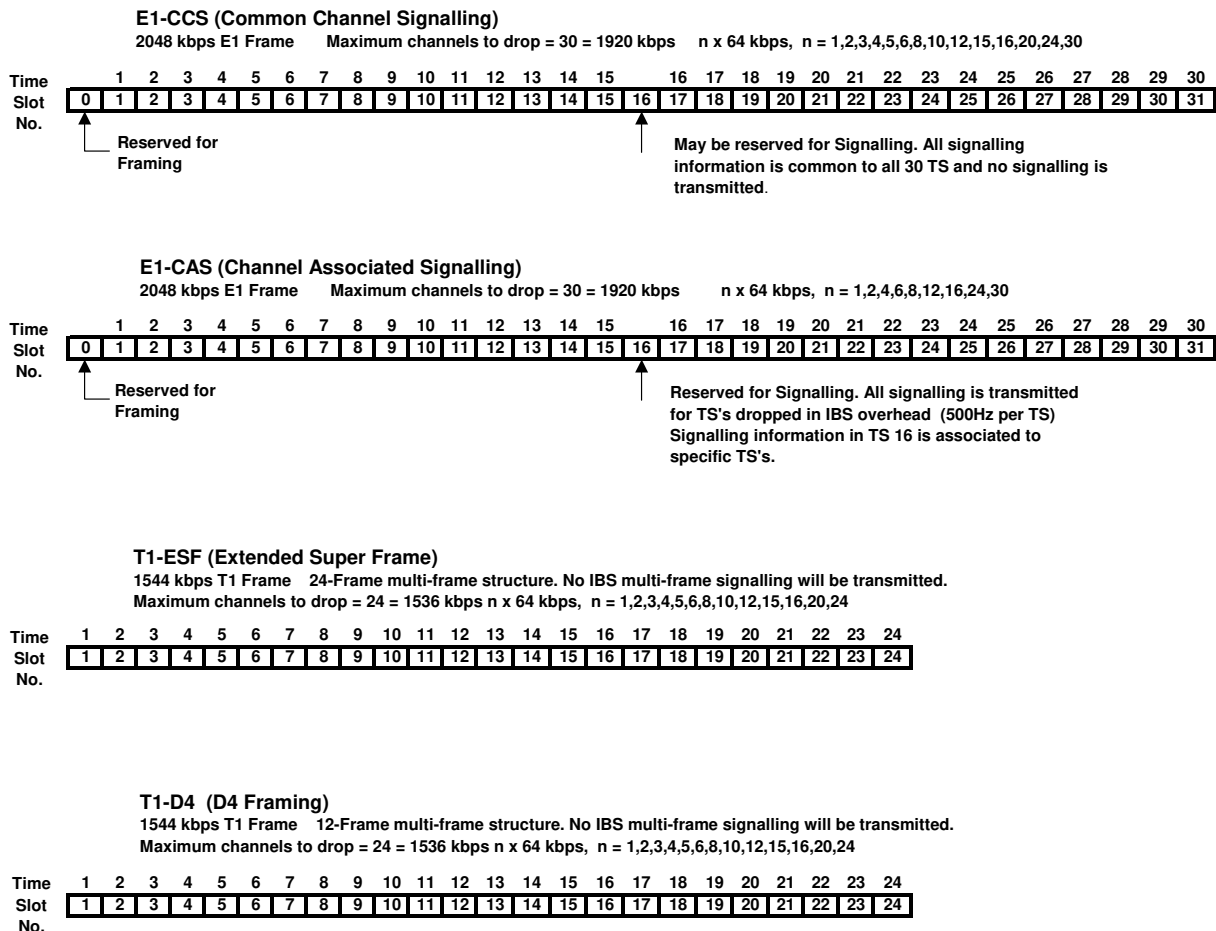 E1-CCS (Common Channel Signalling)
2048 kbps E1 Frame Maximum channels to drop = 30 = 1920 kbps n x 64 kbps, n = 1,2,3,4,5,6,8,10,12,15,16,20,24,30
Time 1 2 3 4 5 6 7 8 9 10 11 12 13 14 15 16 17 18 19 20 21 22 23 24 25 26 27 28 29 30
Slot 0 1 2 3 4 5 6 7 8 9 10 11 12 13 14 15 16 17 18 19 20 21 22 23 24 25 26 27 28 29 30 31
No.
Reserved for
Framing
May be reserved for Signalling. All signalling
information is common to all 30 TS and no signalling is
transmitted.
E1-CAS (Channel Associated Signalling)
2048 kbps E1 Frame Maximum channels to drop = 30 = 1920 kbps n x 64 kbps, n = 1,2,4,6,8,12,16,24,30
Time 1 2 3 4 5 6 7 8 9 10 11 12 13 14 15 16 17 18 19 20 21 22 23 24 25 26 27 28 29 30
Slot 0 1 2 3 4 5 6 7 8 9 10 11 12 13 14 15 16 17 18 19 20 21 22 23 24 25 26 27 28 29 30 31
No.
Reserved for
Framing
Reserved for Signalling. All signalling is transmitted
for TS's dropped in IBS overhead (500Hz per TS)
Signalling information in TS 16 is associated to
specific TS's.
T1-ESF (Extended Super Frame)
1544 kbps T1 Frame 24-Frame multi-frame structure. No IBS multi-frame signalling will be transmitted.
Maximum channels to drop = 24 = 1536 kbps n x 64 kbps, n = 1,2,3,4,5,6,8,10,12,15,16,20,24
Time 1 2 3 4 5 6 7 8 9 10 11 12 13 14 15 16 17 18 19 20 21 22 23 24
Slot 1 2 3 4 5 6 7 8 9 10 11 12 13 14 15 16 17 18 19 20 21 22 23 24
No.
T1-D4 (D4 Framing)
1544 kbps T1 Frame 12-Frame multi-frame structure. No IBS multi-frame signalling will be transmitted.
Maximum channels to drop = 24 = 1536 kbps n x 64 kbps, n = 1,2,3,4,5,6,8,10,12,15,16,20,24
Time 1 2 3 4 5 6 7 8 9 10 11 12 13 14 15 16 17 18 19 20 21 22 23 24
Slot 1 2 3 4 5 6 7 8 9 10 11 12 13 14 15 16 17 18 19 20 21 22 23 24
No.